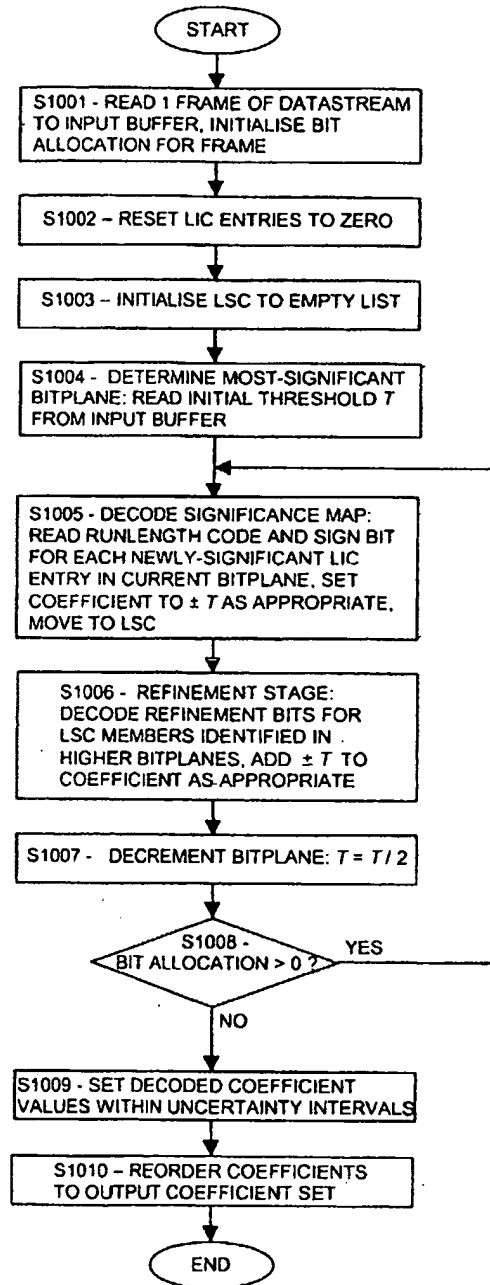 START
S1001 - READ 1 FRAME OF DATASTREAM
TO INPUT BUFFER, INITIALISE BIT
ALLOCATION FOR FRAME
S1002 – RESET LIC ENTRIES TO ZERO
S1003 – INITIALISE LSC TO EMPTY LIST
S1004 - DETERMINE MOST-SIGNIFICANT
BITPLANE: READ INITIAL THRESHOLD T
FROM INPUT BUFFER
S1005 - DECODE SIGNIFICANCE MAP:
READ RUNLENGTH CODE AND SIGN BIT
FOR EACH NEWLY-SIGNIFICANT LIC
ENTRY IN CURRENT BITPLANE, SET
COEFFICIENT TO ± T AS APPROPRIATE,
MOVE TO LSC
S1006 - REFINEMENT STAGE:
DECODE REFINEMENT BITS FOR
LSC MEMBERS IDENTIFIED IN
HIGHER BITPLANES, ADD ± T TO
COEFFICIENT AS APPROPRIATE
S1007 - DECREMENT BITPLANE: T = T / 2
S1008 -
BIT ALLOCATION > 0 ?
YES
NO
S1009 - SET DECODED COEFFICIENT
VALUES WITHIN UNCERTAINTY INTERVALS
S1010 – REORDER COEFFICIENTS
TO OUTPUT COEFFICIENT SET
END